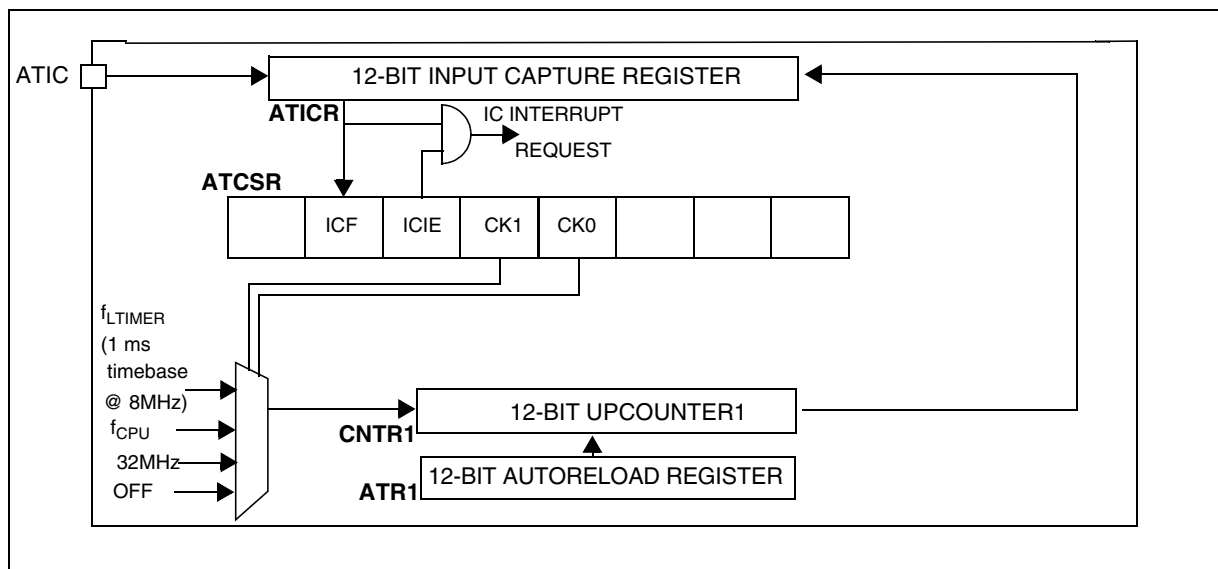 ATIC
12-BIT INPUT CAPTURE REGISTER
ATICR
IC INTERRUPT
REQUEST
ATCSR
ICF
ICIE
CK1
CK0
fLTIMER
(1 ms
timebase
@ 8MHz)
fCPU
32MHz
OFF
12-BIT UPCOUNTER1
CNTR1
12-BIT AUTORELOAD REGISTER
ATR1